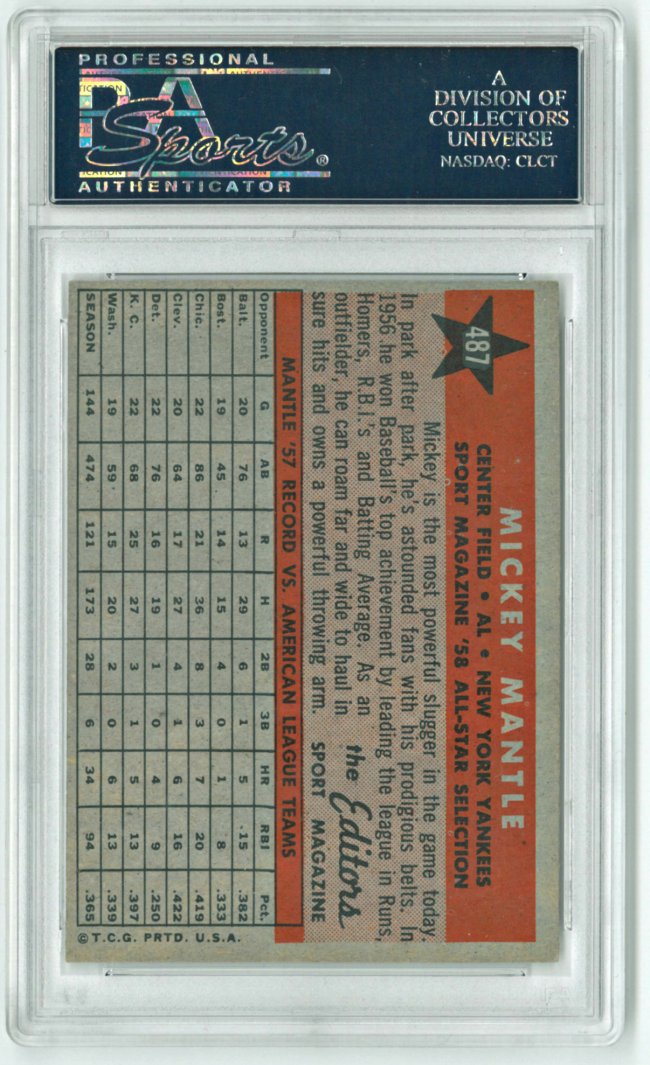 PROFESSIONAL
PSA
Sports®
AUTHENTICATOR
A
DIVISION OF
COLLECTORS
UNIVERSE
NASDAQ: CLCT
487
MICKEY MANTLE
CENTER FIELD • AL • NEW YORK YANKEES
SPORT MAGAZINE '58 ALL-STAR SELECTION
Mickey is the most powerful slugger in the game today.
In park after park, he's astounded fans with his prodigious belts. In
1956 he won Baseball's top achievement by leading the league in Runs,
Homers, R.B.I.'s and Batting Average. As an
outfielder, he can roam far and wide to haul in
sure hits and owns a powerful throwing arm.
the Editors
SPORT MAGAZINE
MANTLE '57 RECORD VS. AMERICAN LEAGUE TEAMS
Opponent G AB R H 2B 3B HR RBI Pct.
Balt. 20 76 13 29 6 1 5 15 .382
Bost. 19 45 14 15 4 0 1 8 .333
Chic. 22 86 21 36 8 3 7 20 .419
Clev. 20 64 17 27 4 1 6 16 .422
Det. 22 76 16 19 1 0 4 9 .250
K. C. 22 68 25 27 3 1 5 13 .397
Wash. 19 59 15 20 2 0 6 13 .339
SEASON 144 474 121 173 28 6 34 94 .365
©T.C.G. PRTD. U.S.A.